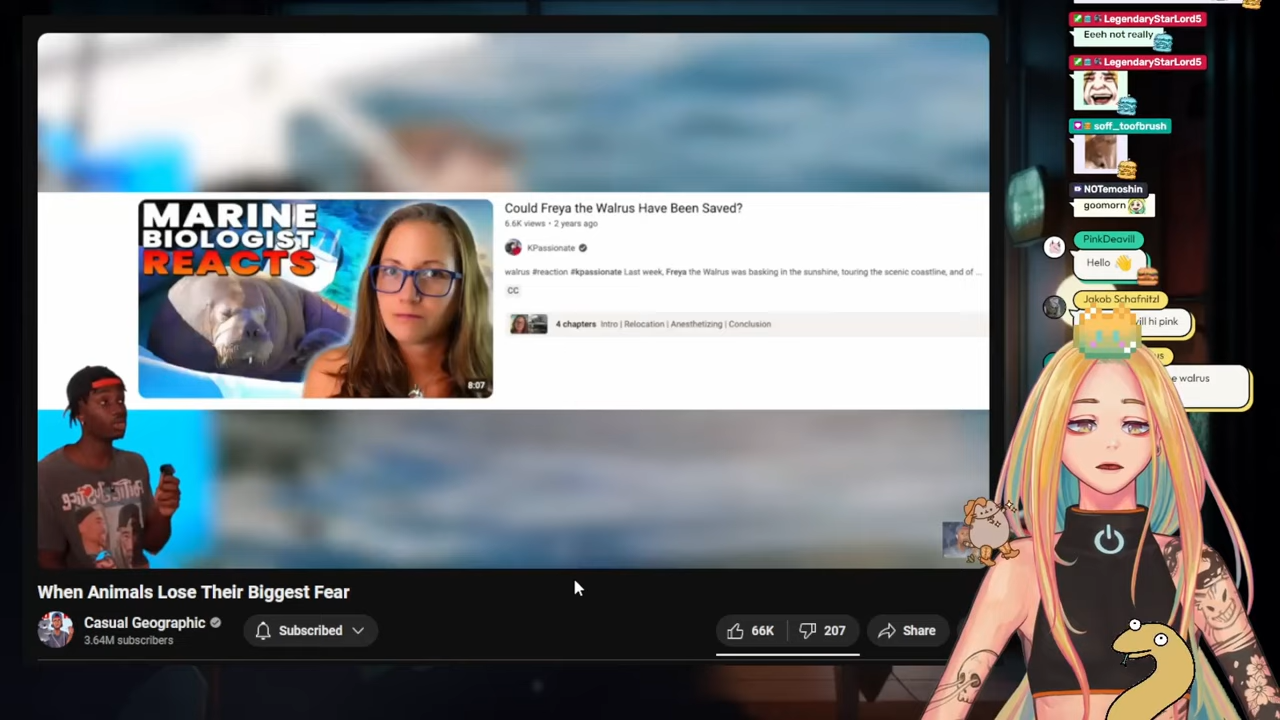 MARINE
BIOLOGIST
REACTS
8:07
Could Freya the Walrus Have Been Saved?
6.6K views • 2 years ago
KPassionate
walrus #reaction #kpassionate Last week, Freya the Walrus was basking in the sunshine, touring the scenic coastline, and of ...
CC
4 chapters Intro | Relocation | Anesthetizing | Conclusion
When Animals Lose Their Biggest Fear
Casual Geographic
3.64M subscribers
Subscribed
66K
207
Share
LegendaryStarLord5
Eeeh not really
LegendaryStarLord5
soff_toofbrush
NOTemoshin
goomorn
PinkDeavill
Hello
Jakob Schafnitzl
hi pink
walrus